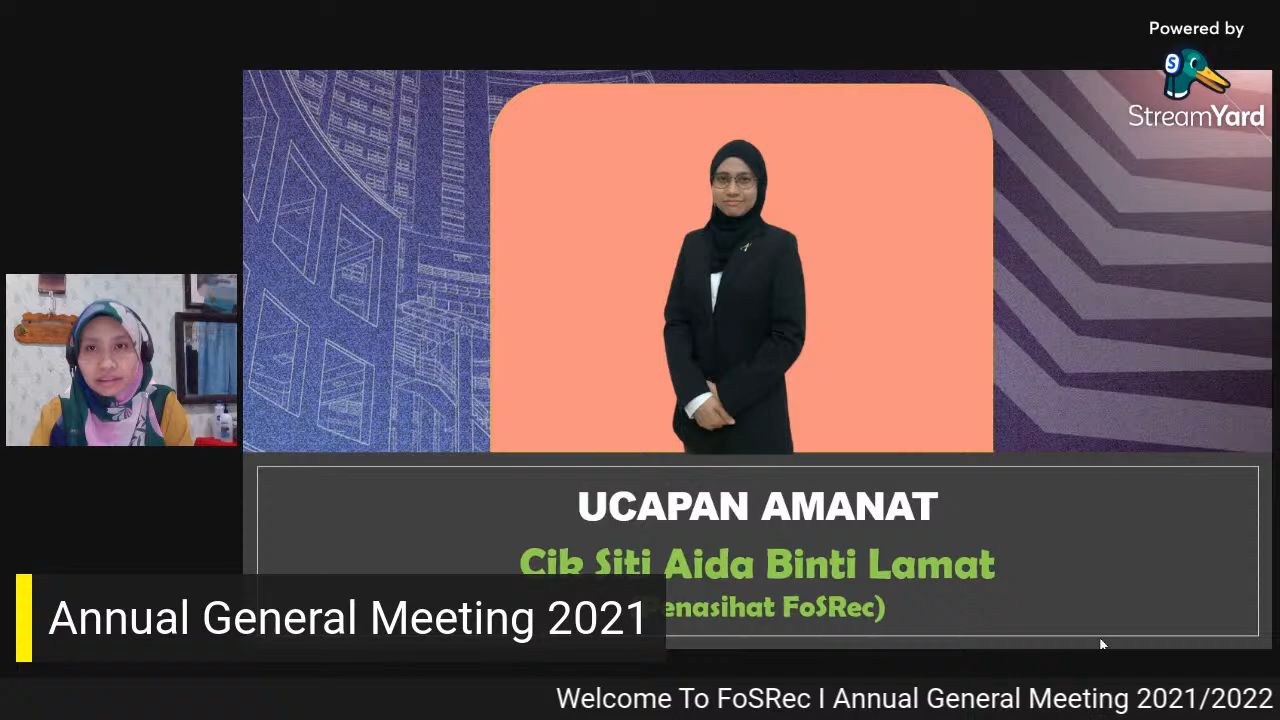 Powered by
S
StreamYard
UCAPAN AMANAT
Cik Siti Aida Binti Lamat
Penasihat FoSRec)
Annual General Meeting 2021
Welcome To FoSRec I Annual General Meeting 2021/2022